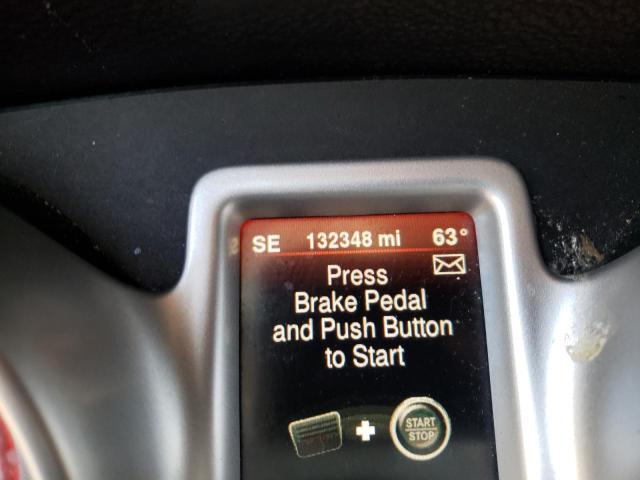 SE 132348 mi 63°
Press
Brake Pedal
and Push Button
to Start
START
STOP